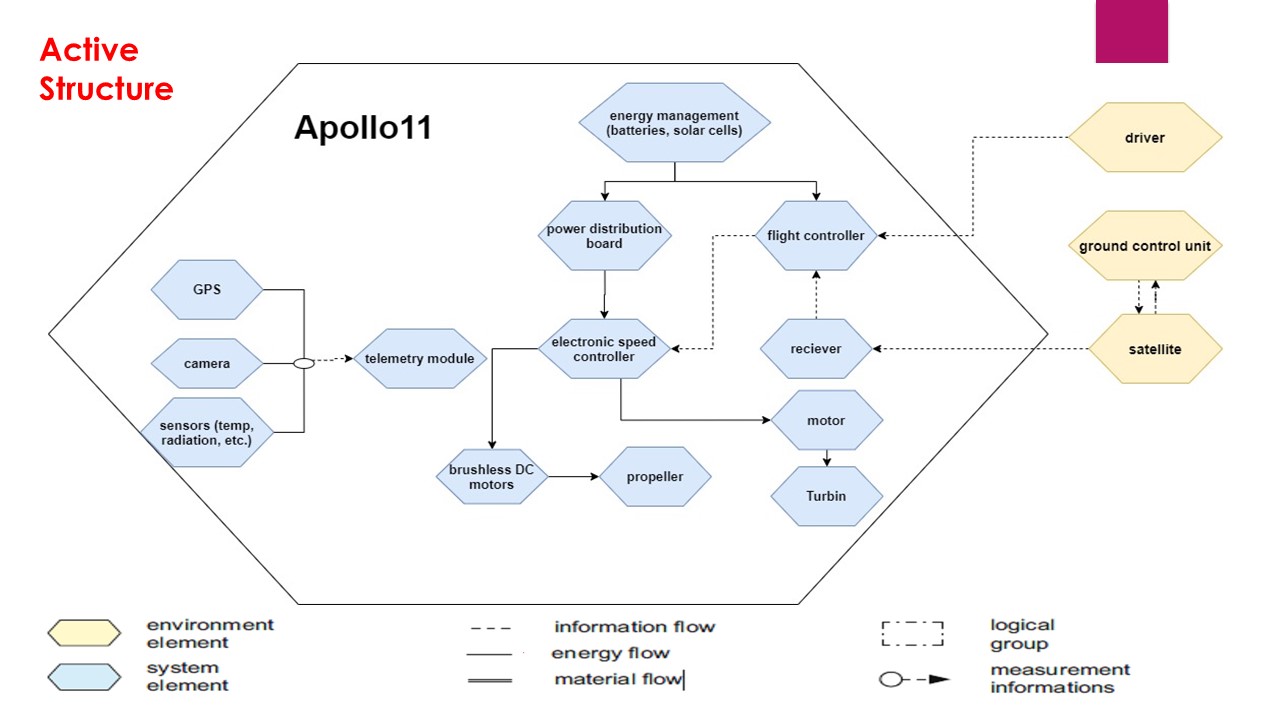 Active
Structure
Apollo11
energy management
(batteries, solar cells)
driver
power distribution
board
flight controller
ground control unit
GPS
electronic speed
controller
reciever
satellite
camera
telemetry module
sensors (temp,
radiation, etc.)
motor
brushless DC
motors
propeller
Turbin
environment
element
system
element
information flow
energy flow
material flow
logical
group
measurement
informations